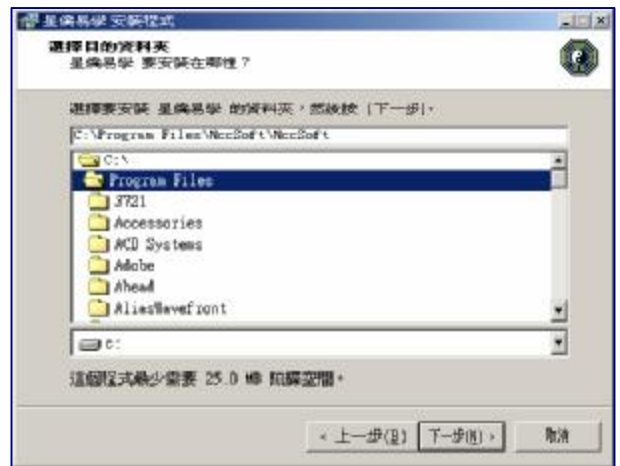 星僑易學 安裝程式
選擇目的資料夾
星僑易學 要安裝在哪裡？
選擇要安裝 星僑易學 的資料夾，然後按 [下一步]。
C:\Program Files\NccSoft\NccSoft
C:\
Program Files
3721
Accessories
ACD Systems
Adobe
Ahead
AliasWavefront
c:
這個程式最少需要 25.0 MB 的硬碟空間。
< 上一步(B) 下一步(N) > 取消